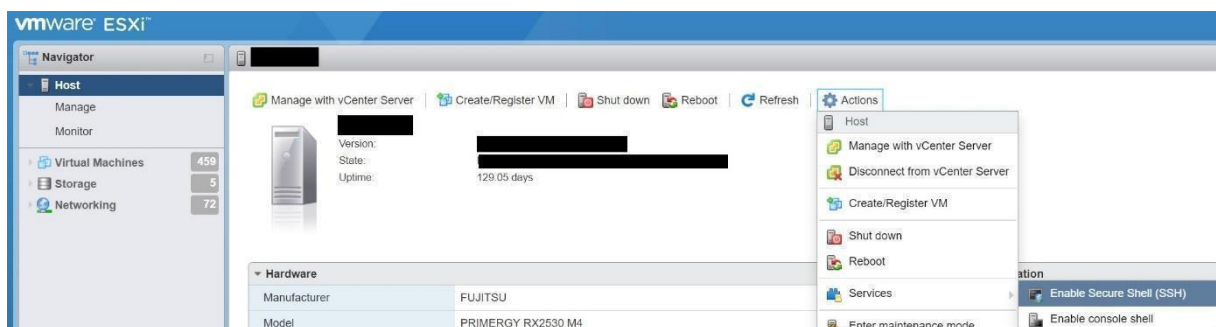 vmware ESXi™
Navigator
Host
Manage
Monitor
Virtual Machines 459
Storage 5
Networking 72
Manage with vCenter Server Create/Register VM Shut down Reboot Refresh Actions
Version:
State:
Uptime: 129.05 days
Hardware
Manufacturer FUJITSU
Model PRIMERGY RX2530 M4
Host
Manage with vCenter Server
Disconnect from vCenter Server
Create/Register VM
Shut down
Reboot
Services
Enter maintenance mode
ation
Enable Secure Shell (SSH)
Enable console shell